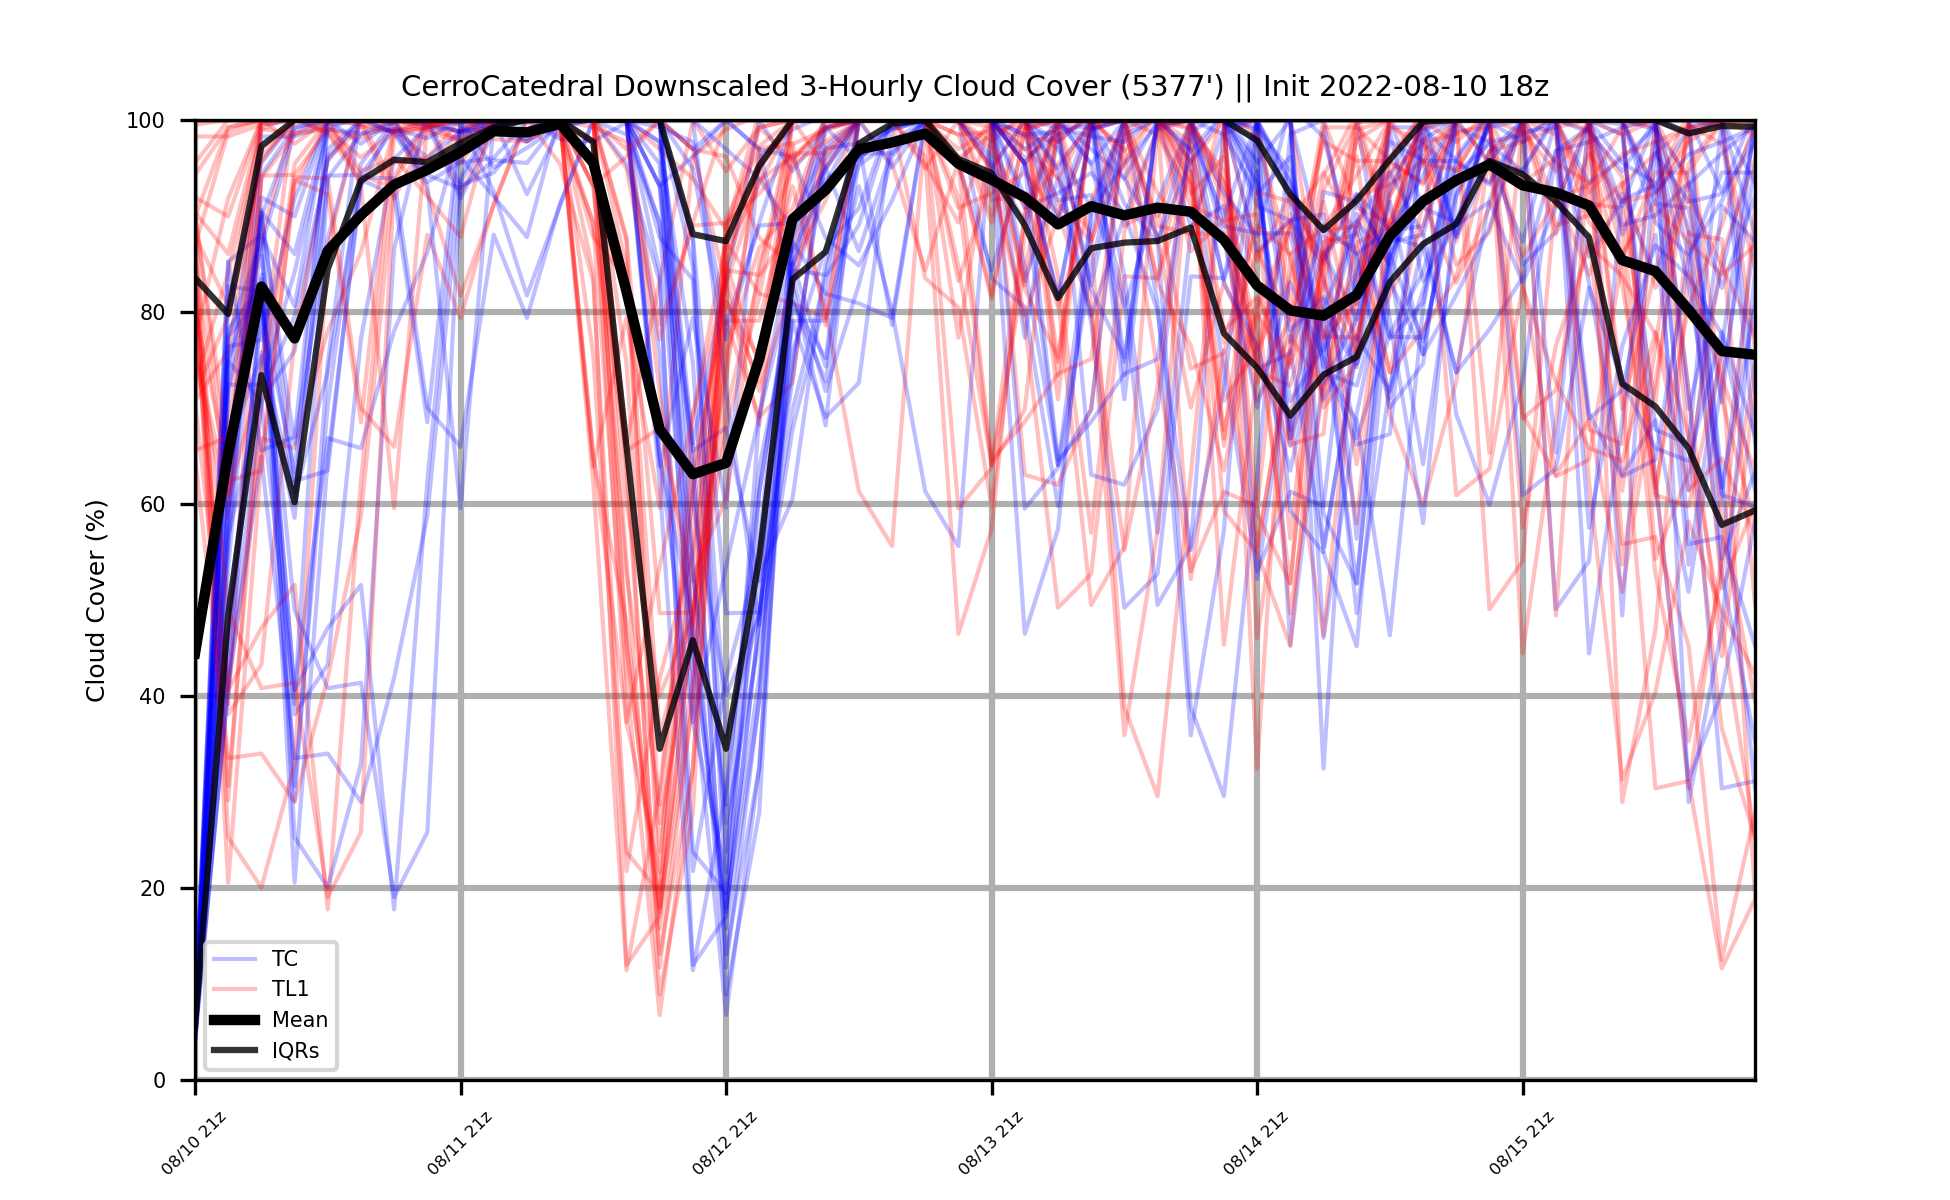 CerroCatedral Downscaled 3-Hourly Cloud Cover (5377') || Init 2022-08-10 18z
Cloud Cover (%)
100
80
60
40
20
0
TC
TL1
Mean
IQRs
08/10 21z
08/11 21z
08/12 21z
08/13 21z
08/14 21z
08/15 21z